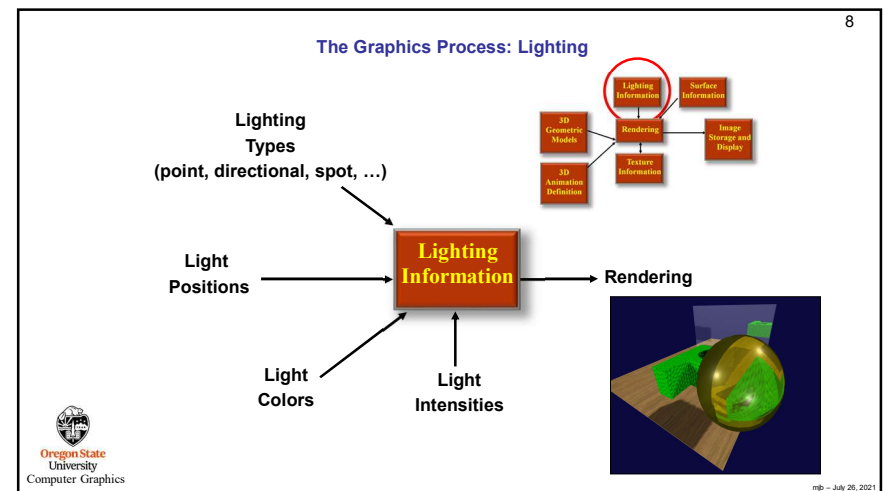 8
The Graphics Process: Lighting
Lighting
Information
Surface
Information
3D
Geometric
Models
Rendering
Image
Storage and
Display
3D
Animation
Definition
Texture
Information
Lighting
Types
(point, directional, spot, …)
Lighting
Information
Light
Positions
Rendering
Light
Colors
Light
Intensities
Oregon State
University
Computer Graphics
mjb – July 26, 2021